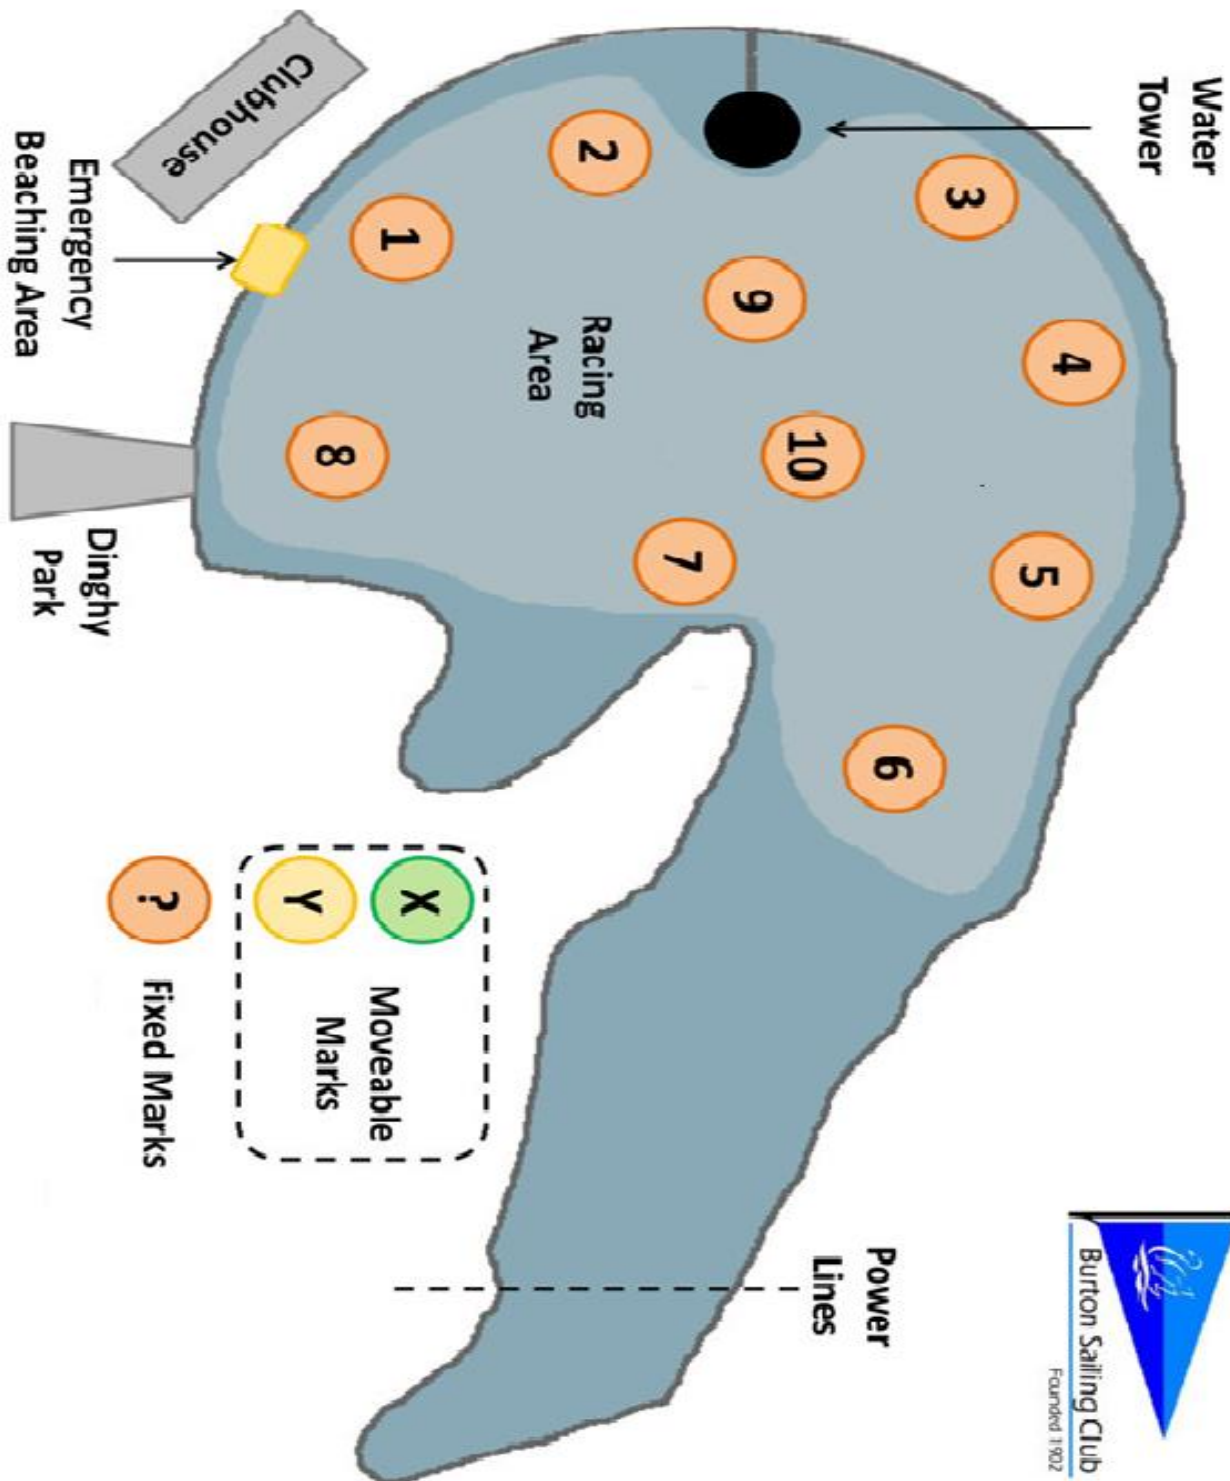 Water
Tower
Clubhouse
Emergency
Beaching Area
Dinghy
Park
Racing
Area
1
2
3
4
5
6
7
8
9
10
X
Y
Moveable
Marks
?
Fixed Marks
Power
Lines
Burton Sailing Club
Founded 1902